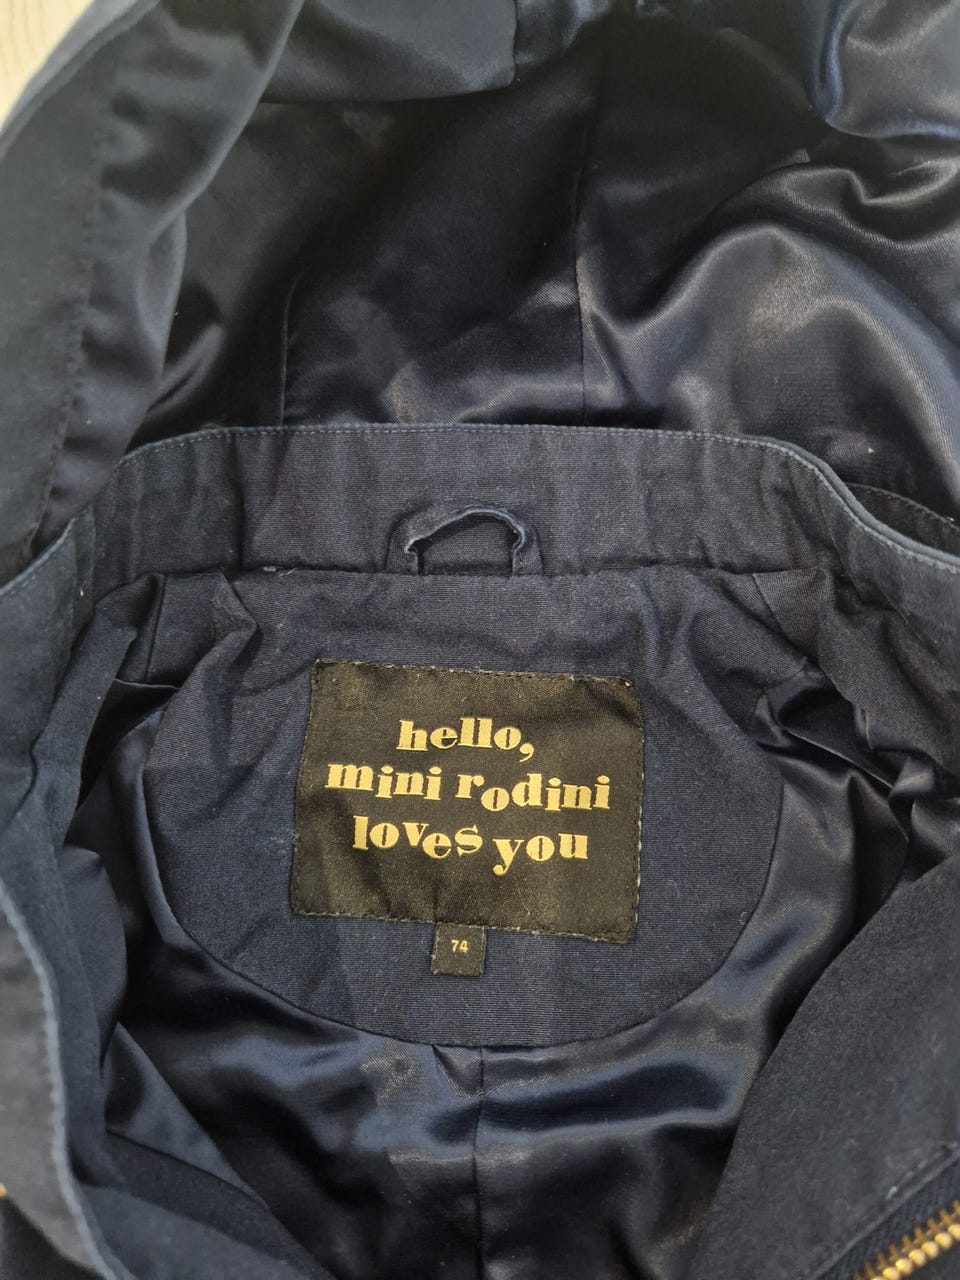 hello,
mini rodini
loves you
74